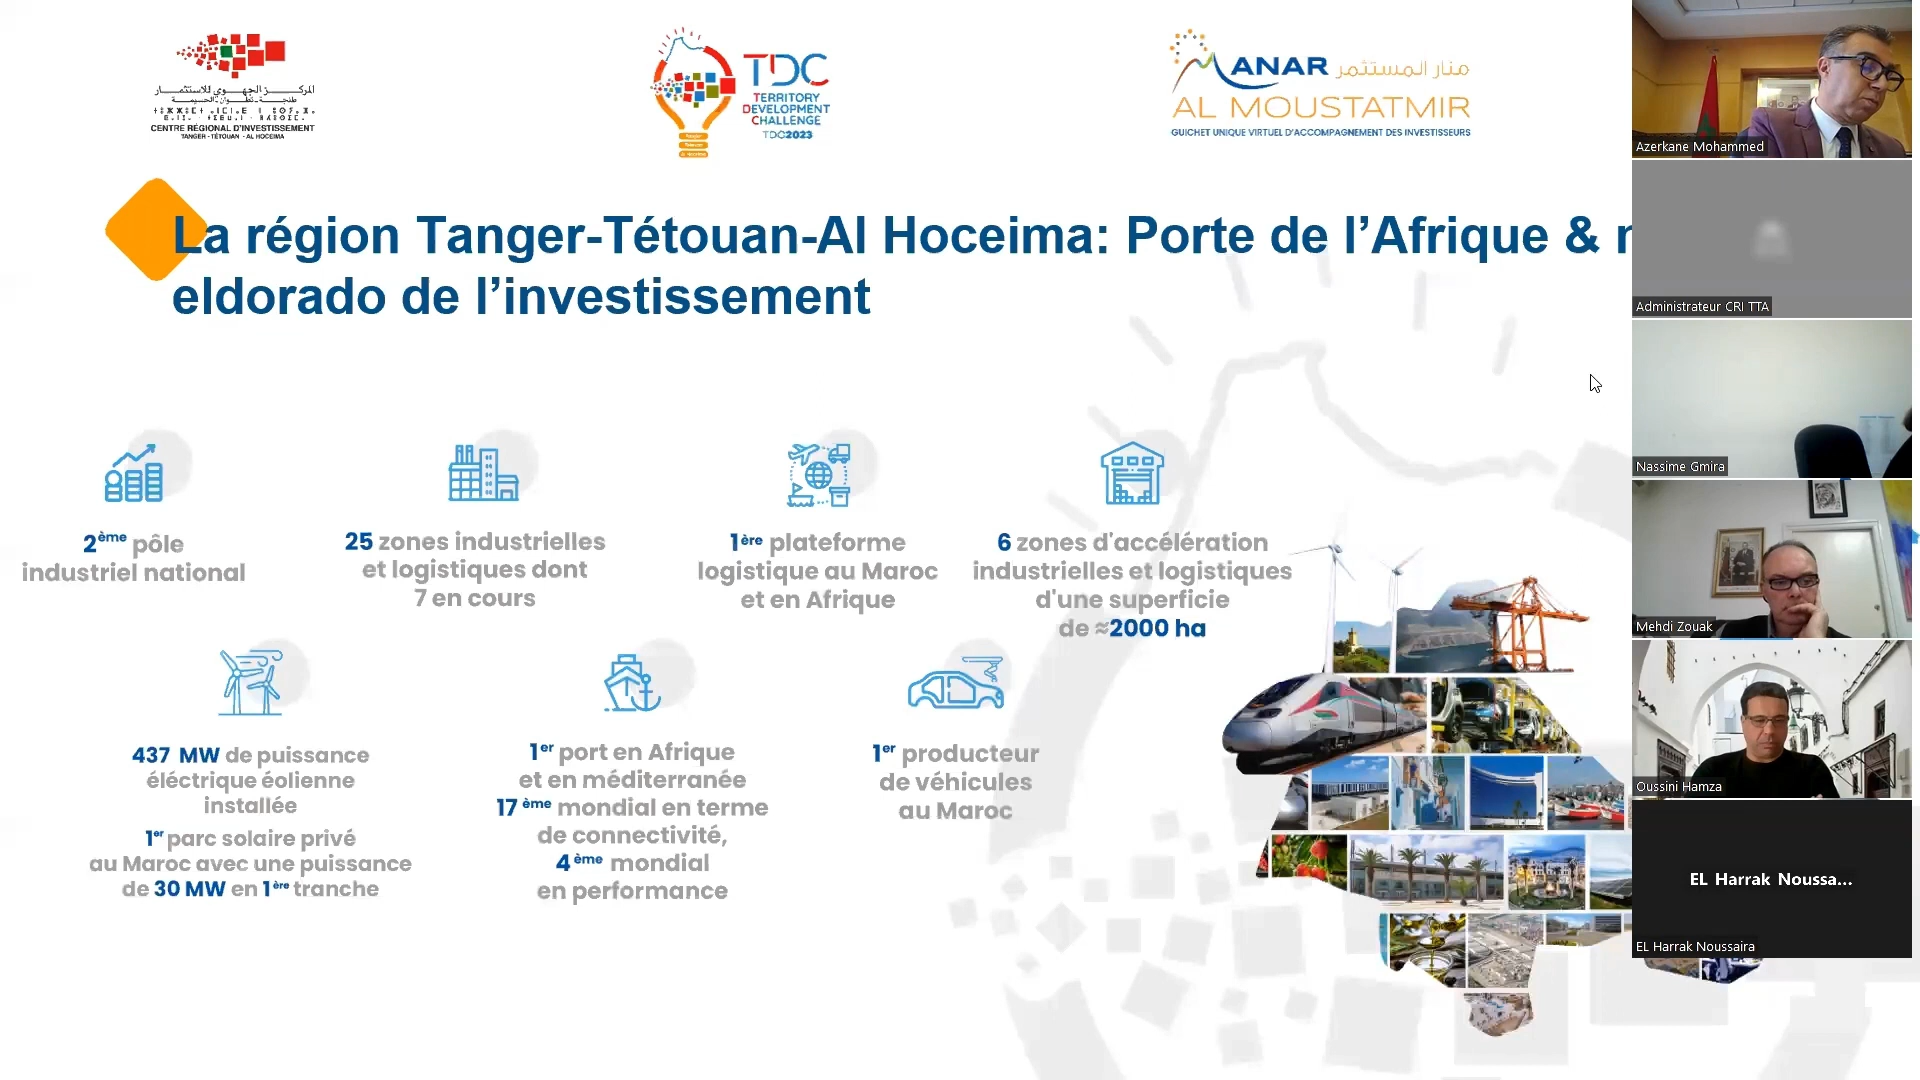 المركز الجهوي للاستثمار
طنجة - تطوان - الحسيمة
CENTRE RÉGIONAL D'INVESTISSEMENT
TANGER - TÉTOUAN - AL HOCEIMA
TDC
TERRITORY
DEVELOPMENT
CHALLENGE
TDC2023
MANAR منار المستثمر
AL MOUSTATMIR
GUICHET UNIQUE VIRTUEL D'ACCOMPAGNEMENT DES INVESTISSEURS
La région Tanger-Tétouan-Al Hoceima: Porte de l’Afrique &
eldorado de l’investissement
2ème pôle
industriel national
25 zones industrielles
et logistiques dont
7 en cours
1ère plateforme
logistique au Maroc
et en Afrique
6 zones d'accélération
industrielles et logistiques
d'une superficie
de ≈2000 ha
437 MW de puissance
éléctrique éolienne
installée
1er parc solaire privé
au Maroc avec une puissance
de 30 MW en 1ère tranche
1er port en Afrique
et en méditerranée
17 ème mondial en terme
de connectivité,
4 ème mondial
en performance
1er producteur
de véhicules
au Maroc
Azerkane Mohammed
Administrateur CRI TTA
Nassime Gmira
Mehdi Zouak
Oussini Hamza
EL Harrak Noussa...
EL Harrak Noussaira